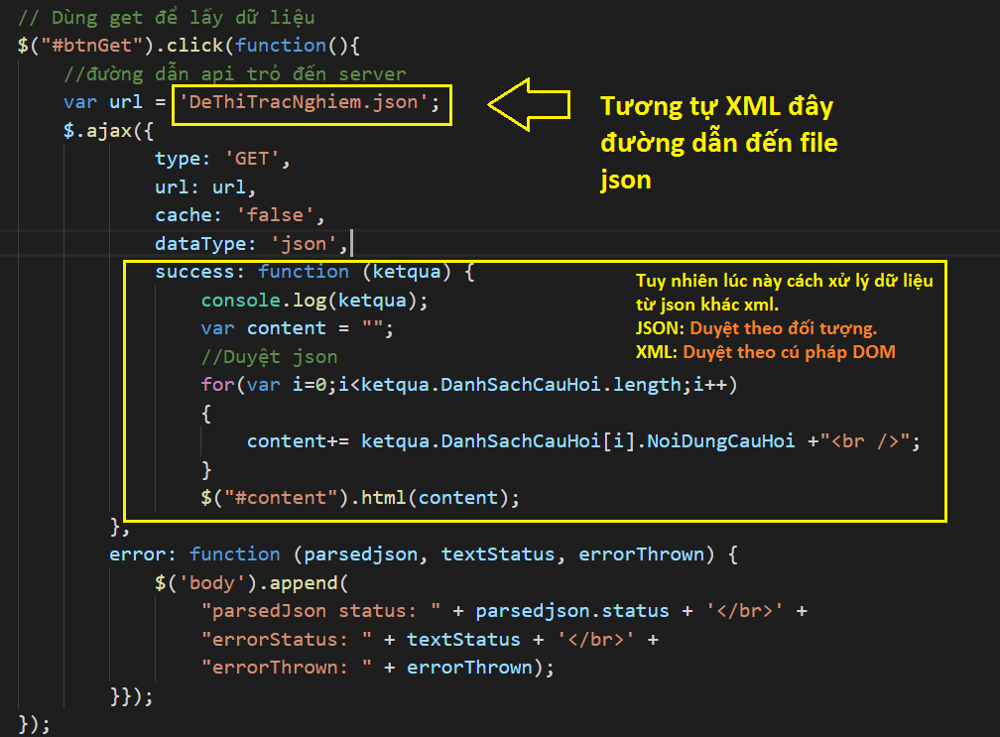 // Dùng get để lấy dữ liệu
$("#btnGet").click(function(){
//đường dẫn api trỏ đến server
var url = 'DeThiTracNghiem.json';
Tương tự XML đây
đường dẫn đến file
json
$.ajax({
type: 'GET',
url: url,
cache: 'false',
dataType: 'json',
success: function (ketqua) {
Tuy nhiên lúc này cách xử lý dữ liệu
từ json khác xml.
JSON: Duyệt theo đối tượng.
XML: Duyệt theo cú pháp DOM
console.log(ketqua);
var content = "";
//Duyệt json
for(var i=0;i<ketqua.DanhSachCauHoi.length;i++)
{
content+= ketqua.DanhSachCauHoi[i].NoiDungCauHoi +"<br />";
}
$("#content").html(content);
},
error: function (parsedjson, textStatus, errorThrown) {
$('body').append(
"parsedJson status: " + parsedjson.status + '</br>' +
"errorStatus: " + textStatus + '</br>' +
"errorThrown: " + errorThrown);
}});
});